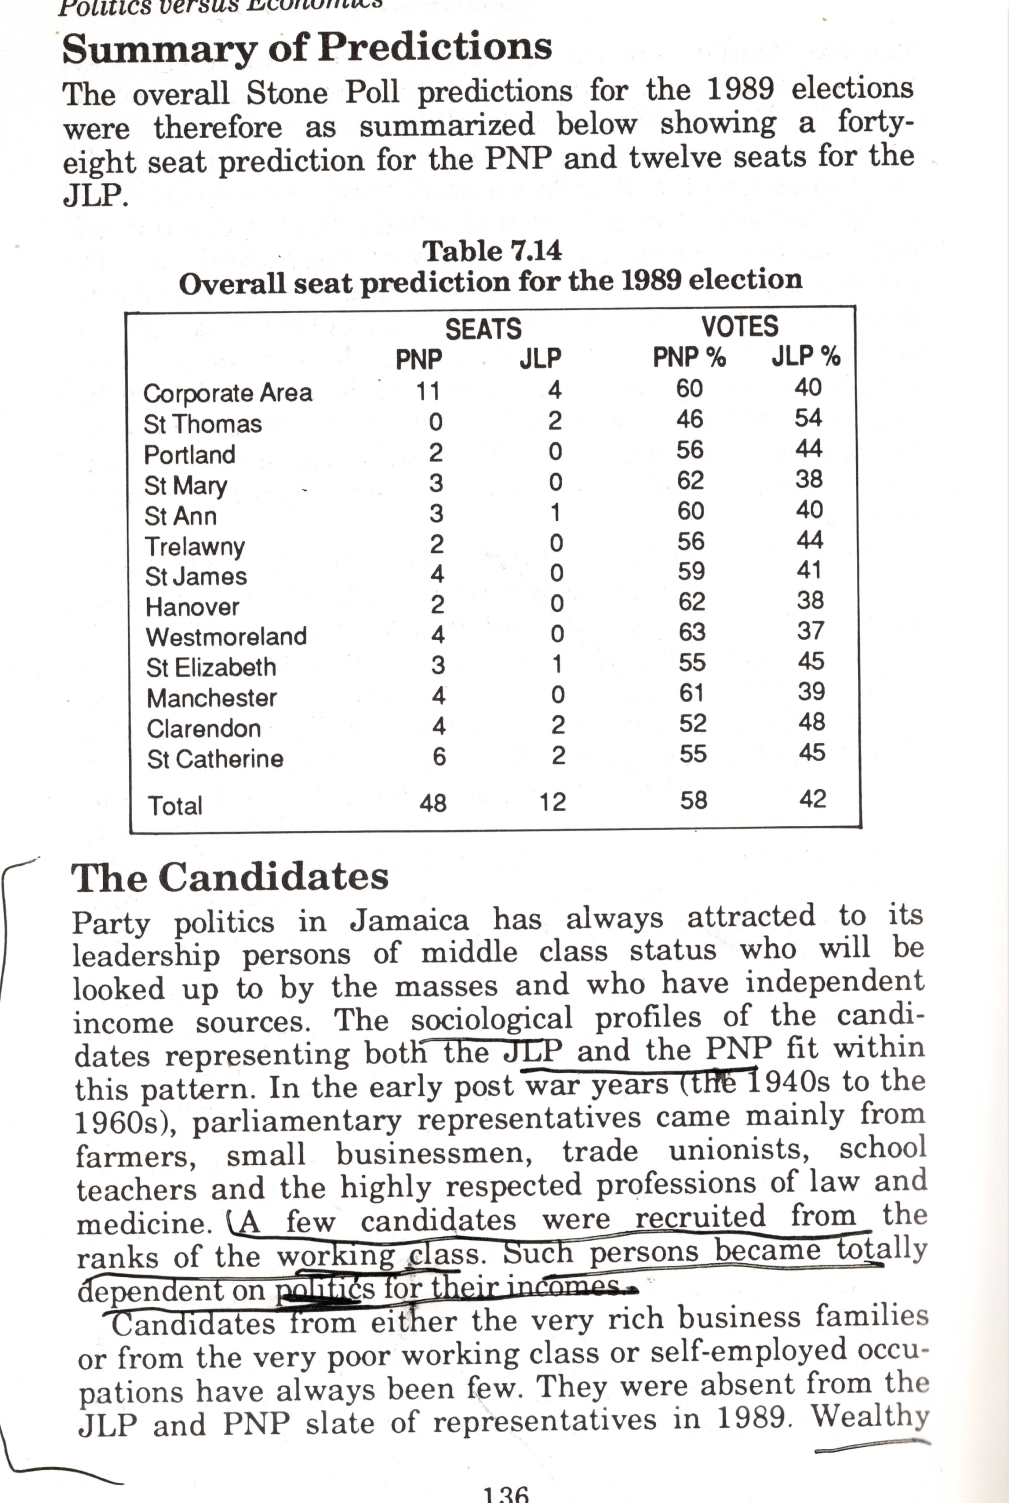 Politics versus Economics
Summary of Predictions
The overall Stone Poll predictions for the 1989 elections
were therefore as summarized below showing a forty-
eight seat prediction for the PNP and twelve seats for the
JLP.
Table 7.14
Overall seat prediction for the 1989 election
SEATS VOTES
PNP JLP PNP % JLP %
Corporate Area 11 4 60 40
St Thomas 0 2 46 54
Portland 2 0 56 44
St Mary 3 0 62 38
St Ann 3 1 60 40
Trelawny 2 0 56 44
St James 4 0 59 41
Hanover 2 0 62 38
Westmoreland 4 0 63 37
St Elizabeth 3 1 55 45
Manchester 4 0 61 39
Clarendon 4 2 52 48
St Catherine 6 2 55 45
Total 48 12 58 42
The Candidates
Party politics in Jamaica has always attracted to its
leadership persons of middle class status who will be
looked up to by the masses and who have independent
income sources. The sociological profiles of the candi-
dates representing both the JLP and the PNP fit within
this pattern. In the early post war years (the 1940s to the
1960s), parliamentary representatives came mainly from
farmers, small businessmen, trade unionists, school
teachers and the highly respected professions of law and
medicine. (A few candidates were recruited from the
ranks of the working class. Such persons became totally
dependent on politics for their incomes.
Candidates from either the very rich business families
or from the very poor working class or self-employed occu-
pations have always been few. They were absent from the
JLP and PNP slate of representatives in 1989. Wealthy
136